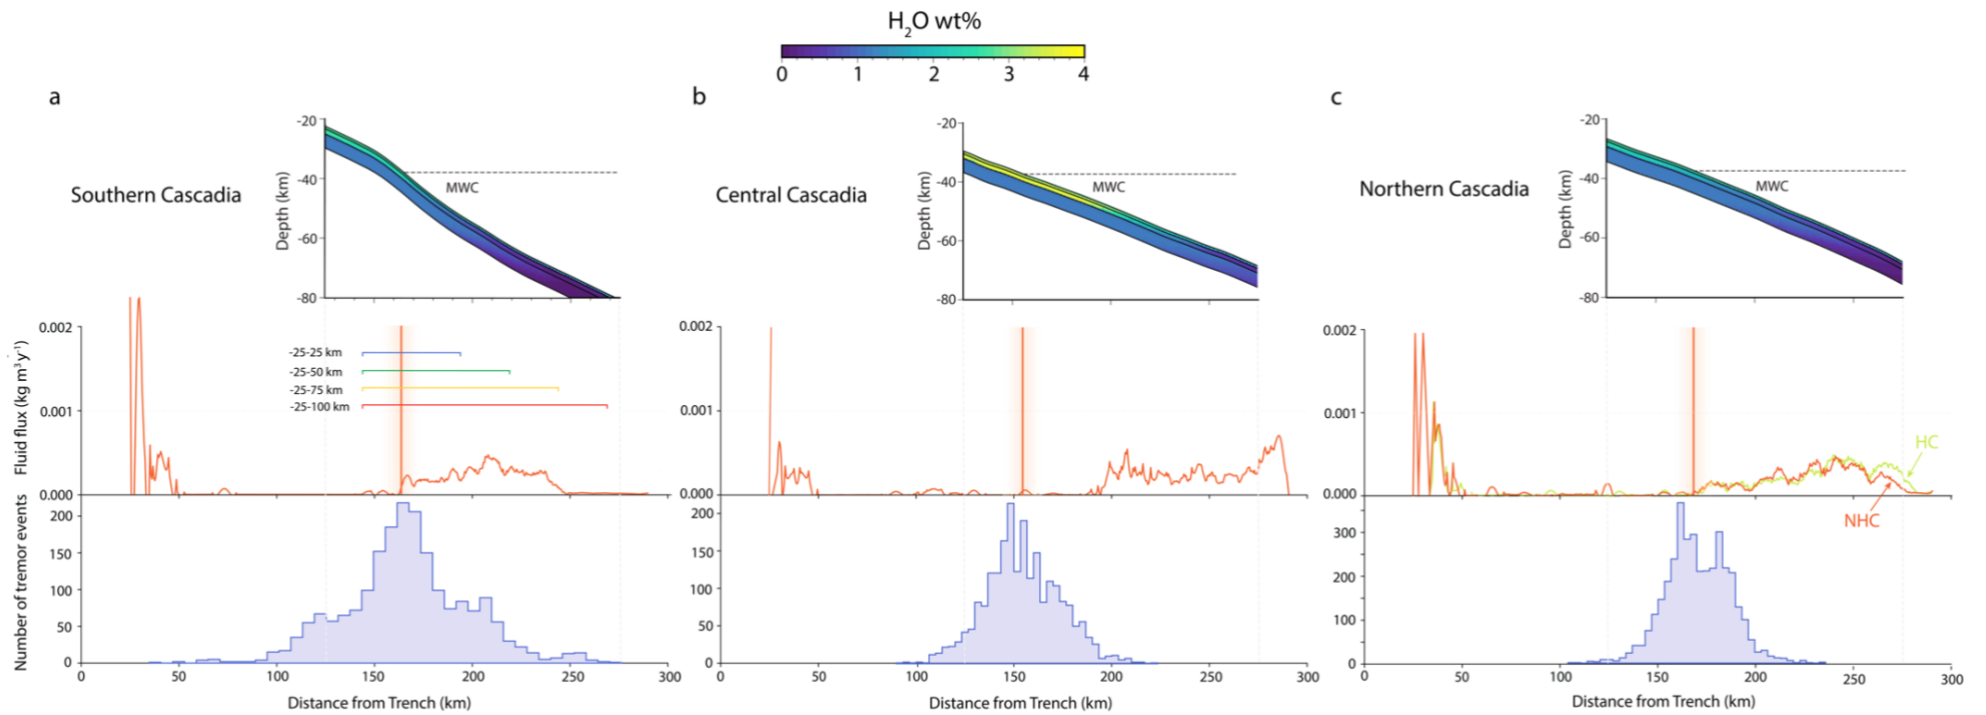 H2O wt%
0 1 2 3 4
a
b
c
Southern Cascadia
Central Cascadia
Northern Cascadia
Depth (km)
-20
-40
-60
-80
MWC
Depth (km)
-20
-40
-60
-80
MWC
Depth (km)
-20
-40
-60
-80
MWC
Fluid flux (kg m³ y⁻¹)
0.002
0.001
0.000
-25-25 km
-25-50 km
-25-75 km
-25-100 km
0.002
0.001
0.000
0.002
0.001
0.000
HC
NHC
Number of tremor events
200
150
100
50
0
0 50 100 150 200 250 300
Distance from Trench (km)
200
150
100
50
0
0 50 100 150 200 250 300
Distance from Trench (km)
300
200
100
0
0 50 100 150 200 250 300
Distance from Trench (km)